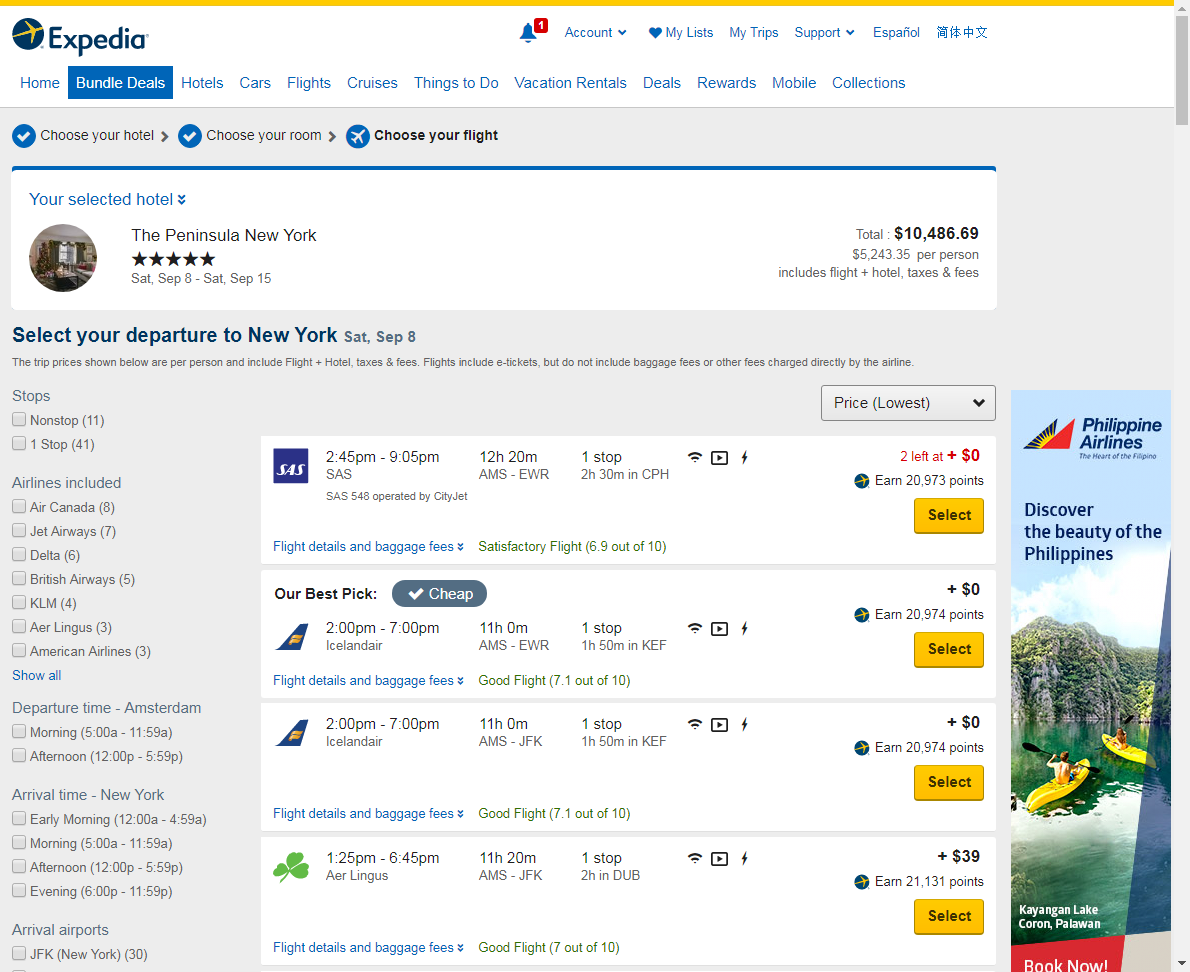 Expedia
1
Account
My Lists
My Trips
Support
Español
简体中文
Home
Bundle Deals
Hotels
Cars
Flights
Cruises
Things to Do
Vacation Rentals
Deals
Rewards
Mobile
Collections
Choose your hotel
Choose your room
Choose your flight
Your selected hotel
The Peninsula New York
Sat, Sep 8 - Sat, Sep 15
Total : $10,486.69
$5,243.35 per person
includes flight + hotel, taxes & fees
Select your departure to New York Sat, Sep 8
The trip prices shown below are per person and include Flight + Hotel, taxes & fees. Flights include e-tickets, but do not include baggage fees or other fees charged directly by the airline.
Stops
Nonstop (11)
1 Stop (41)
Airlines included
Air Canada (8)
Jet Airways (7)
Delta (6)
British Airways (5)
KLM (4)
Aer Lingus (3)
American Airlines (3)
Show all
Departure time - Amsterdam
Morning (5:00a - 11:59a)
Afternoon (12:00p - 5:59p)
Arrival time - New York
Early Morning (12:00a - 4:59a)
Morning (5:00a - 11:59a)
Afternoon (12:00p - 5:59p)
Evening (6:00p - 11:59p)
Arrival airports
JFK (New York) (30)
Price (Lowest)
SAS
2:45pm - 9:05pm
SAS
SAS 548 operated by CityJet
12h 20m
AMS - EWR
1 stop
2h 30m in CPH
2 left at + $0
Earn 20,973 points
Select
Flight details and baggage fees
Satisfactory Flight (6.9 out of 10)
Our Best Pick:
Cheap
2:00pm - 7:00pm
Icelandair
11h 0m
AMS - EWR
1 stop
1h 50m in KEF
+ $0
Earn 20,974 points
Select
Flight details and baggage fees
Good Flight (7.1 out of 10)
2:00pm - 7:00pm
Icelandair
11h 0m
AMS - JFK
1 stop
1h 50m in KEF
+ $0
Earn 20,974 points
Select
Flight details and baggage fees
Good Flight (7.1 out of 10)
1:25pm - 6:45pm
Aer Lingus
11h 20m
AMS - JFK
1 stop
2h in DUB
+ $39
Earn 21,131 points
Select
Flight details and baggage fees
Good Flight (7 out of 10)
Philippine
Airlines
The Heart of the Filipino
Discover
the beauty of the
Philippines
Kayangan Lake
Coron, Palawan
Book Now!